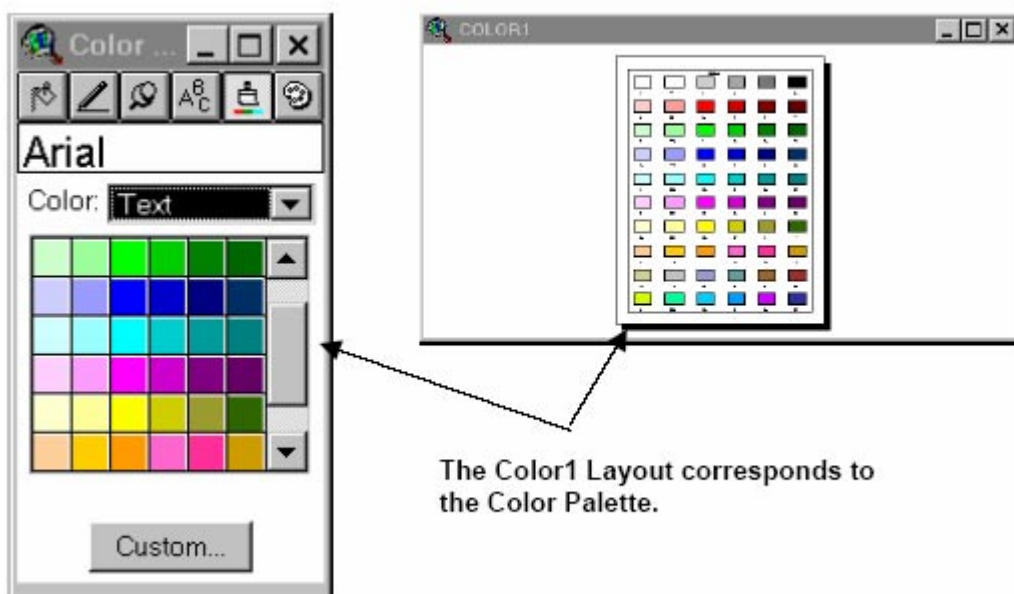 Color ...
COLOR1
A B C
Arial
Color: Text
Custom...
The Color1 Layout corresponds to
the Color Palette.